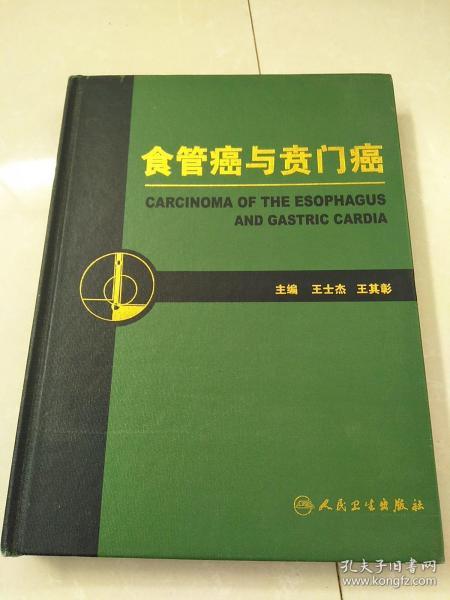 食管癌与贲门癌
CARCINOMA OF THE ESOPHAGUS
AND GASTRIC CARDIA
主编 王士杰 王其彰
人民卫生出版社
孔夫子旧书网
www.kongfz.com